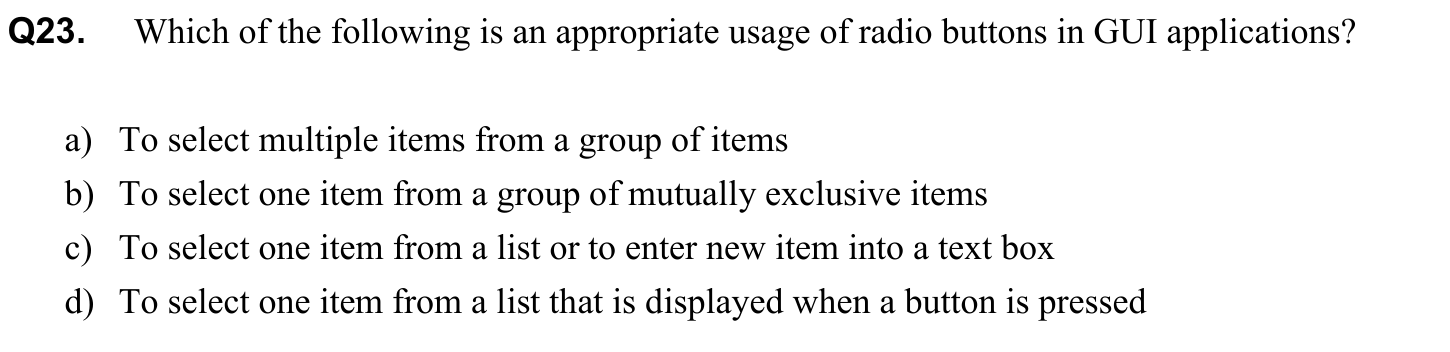 Q23. Which of the following is an appropriate usage of radio buttons in GUI applications?
a) To select multiple items from a group of items
b) To select one item from a group of mutually exclusive items
c) To select one item from a list or to enter new item into a text box
d) To select one item from a list that is displayed when a button is pressed